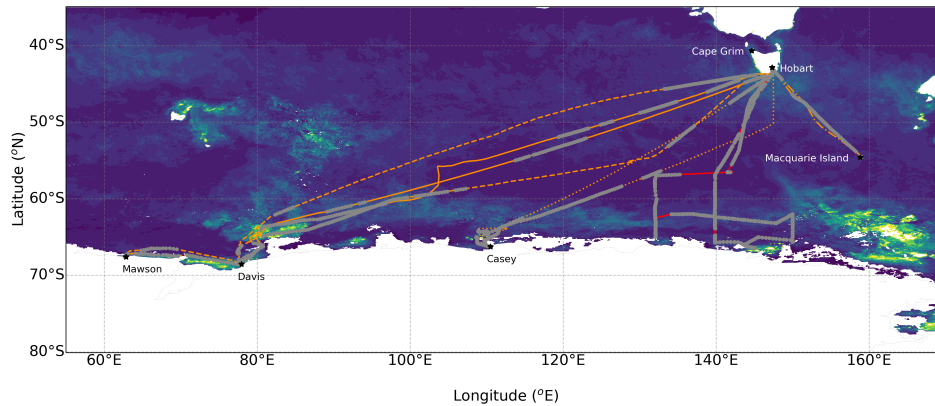 40°S
50°S
60°S
70°S
80°S
Latitude (°N)
Cape Grim
Hobart
Macquarie Island
Mawson
Davis
Casey
60°E
80°E
100°E
120°E
140°E
160°E
Longitude (°E)